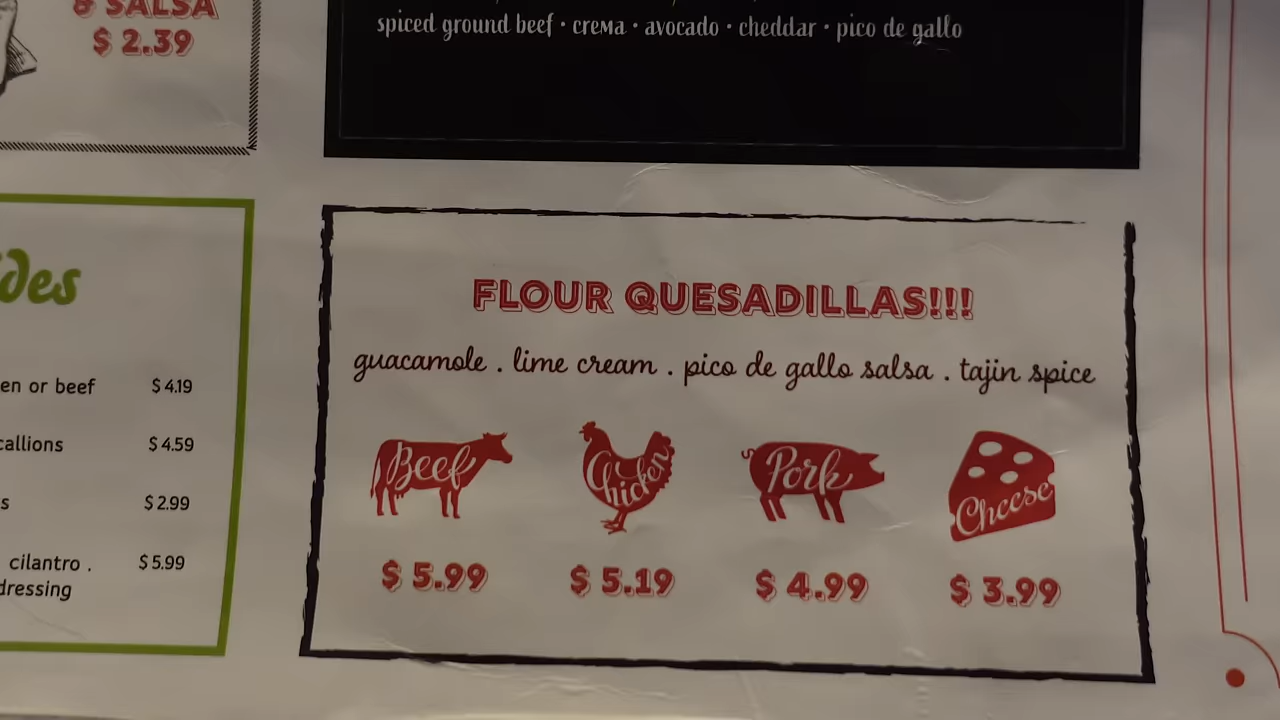 & SALSA
$ 2.39
spiced ground beef · crema · avocado · cheddar · pico de gallo
des
en or beef $ 4.19
callions $ 4.59
s $ 2.99
cilantro . $ 5.99
dressing
FLOUR QUESADILLAS!!!
guacamole . lime cream . pico de gallo salsa . tajin spice
Beef Chicken Pork Cheese
$ 5.99 $ 5.19 $ 4.99 $ 3.99